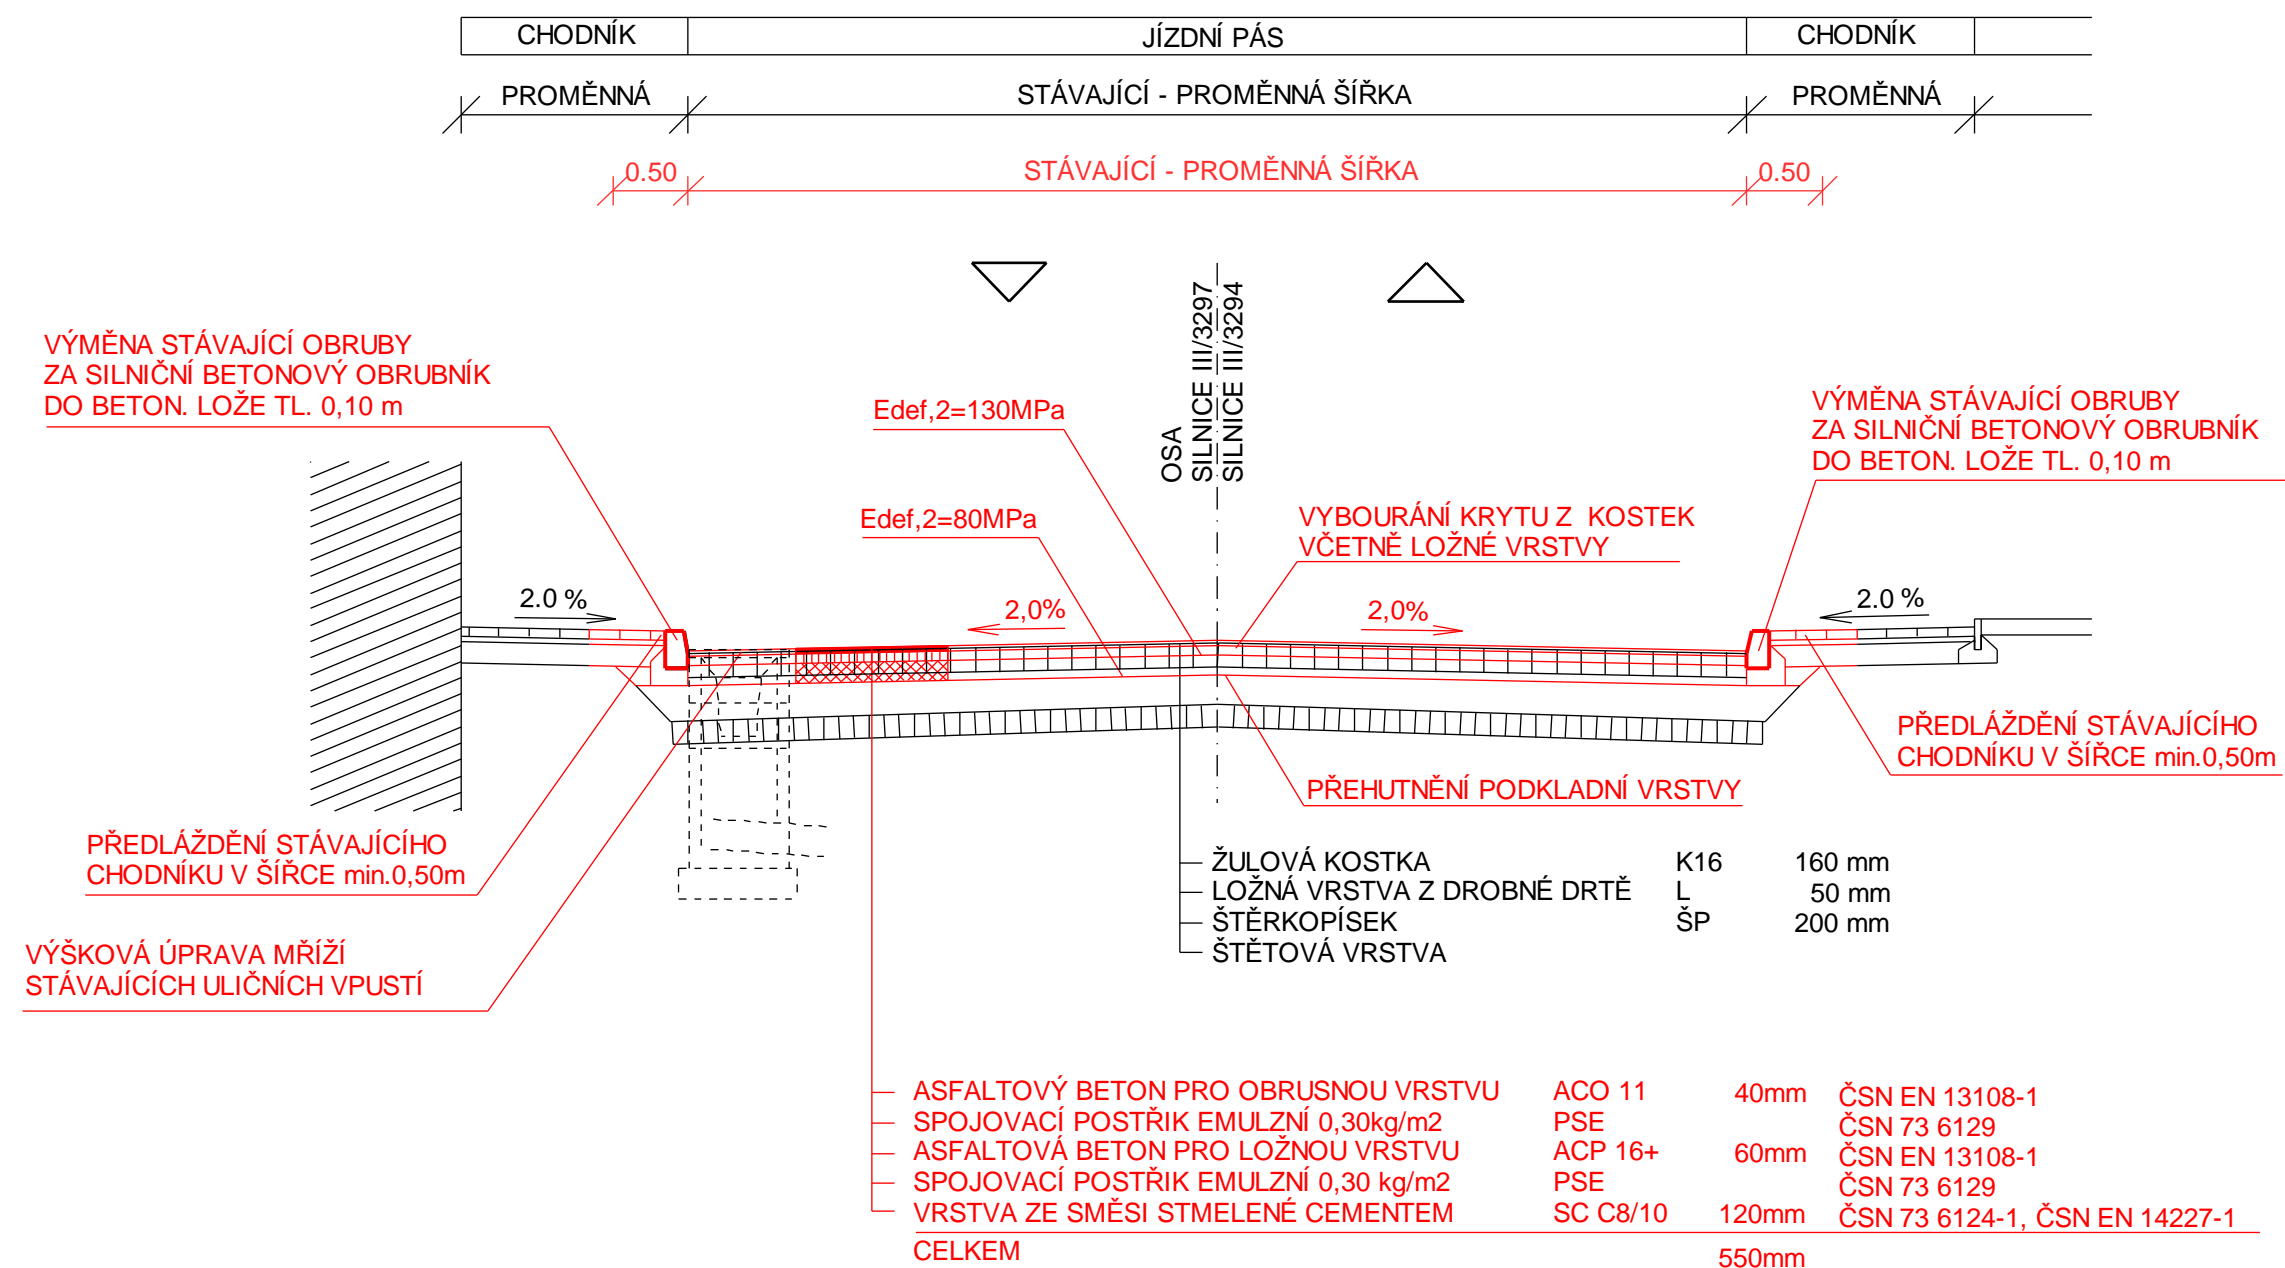 CHODNÍK JÍZDNÍ PÁS CHODNÍK
PROMĚNNÁ STÁVAJÍCÍ - PROMĚNNÁ ŠÍŘKA PROMĚNNÁ
0.50 STÁVAJÍCÍ - PROMĚNNÁ ŠÍŘKA 0.50
OSA
SILNICE III/3297
SILNICE III/3294
VÝMĚNA STÁVAJÍCÍ OBRUBY
ZA SILNIČNÍ BETONOVÝ OBRUBNÍK
DO BETON. LOŽE TL. 0,10 m
Edef,2=130MPa
VÝMĚNA STÁVAJÍCÍ OBRUBY
ZA SILNIČNÍ BETONOVÝ OBRUBNÍK
DO BETON. LOŽE TL. 0,10 m
Edef,2=80MPa
VYBOURÁNÍ KRYTU Z KOSTEK
VČETNĚ LOŽNÉ VRSTVY
2.0 % 2,0% 2,0% 2.0 %
PŘEDLÁŽDĚNÍ STÁVAJÍCÍHO
CHODNÍKU V ŠÍŘCE min.0,50m
PŘEHUTNĚNÍ PODKLADNÍ VRSTVY
PŘEDLÁŽDĚNÍ STÁVAJÍCÍHO
CHODNÍKU V ŠÍŘCE min.0,50m
ŽULOVÁ KOSTKA K16 160 mm
LOŽNÁ VRSTVA Z DROBNÉ DRTĚ L 50 mm
ŠTĚRKOPÍSEK ŠP 200 mm
ŠTĚTOVÁ VRSTVA
VÝŠKOVÁ ÚPRAVA MŘÍŽÍ
STÁVAJÍCÍCH ULIČNÍCH VPUSTÍ
ASFALTOVÝ BETON PRO OBRUSNOU VRSTVU ACO 11 40mm ČSN EN 13108-1
SPOJOVACÍ POSTŘIK EMULZNÍ 0,30kg/m2 PSE ČSN 73 6129
ASFALTOVÁ BETON PRO LOŽNOU VRSTVU ACP 16+ 60mm ČSN EN 13108-1
SPOJOVACÍ POSTŘIK EMULZNÍ 0,30 kg/m2 PSE ČSN 73 6129
VRSTVA ZE SMĚSI STMELENÉ CEMENTEM SC C8/10 120mm ČSN 73 6124-1, ČSN EN 14227-1
CELKEM 550mm